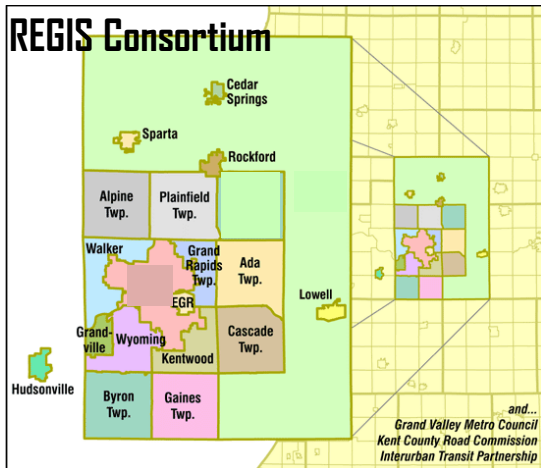 REGIS Consortium
Cedar
Springs
Sparta
Rockford
Alpine
Twp.
Plainfield
Twp.
Walker
Grand
Rapids
Twp.
Ada
Twp.
EGR
Lowell
Grand-
ville
Wyoming
Kentwood
Cascade
Twp.
Hudsonville
Byron
Twp.
Gaines
Twp.
and...
Grand Valley Metro Council
Kent County Road Commission
Interurban Transit Partnership